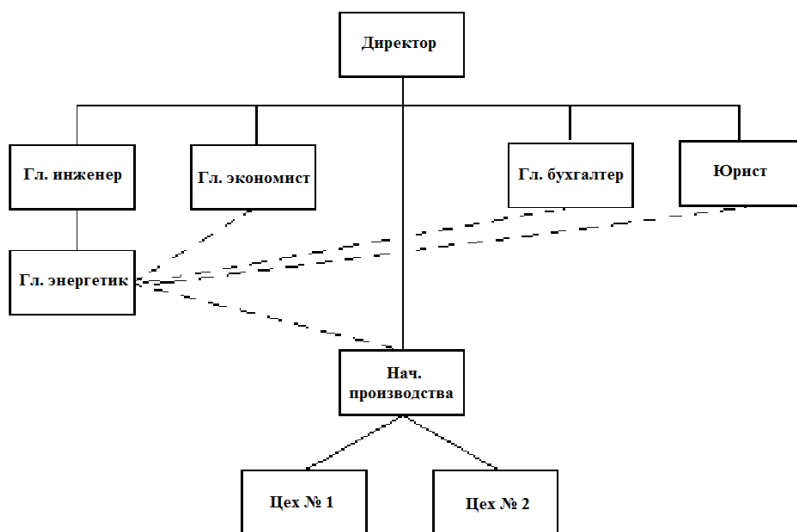 Директор
Гл. инженер
Гл. экономист
Гл. бухгалтер
Юрист
Гл. энергетик
Нач.
производства
Цех № 1
Цех № 2